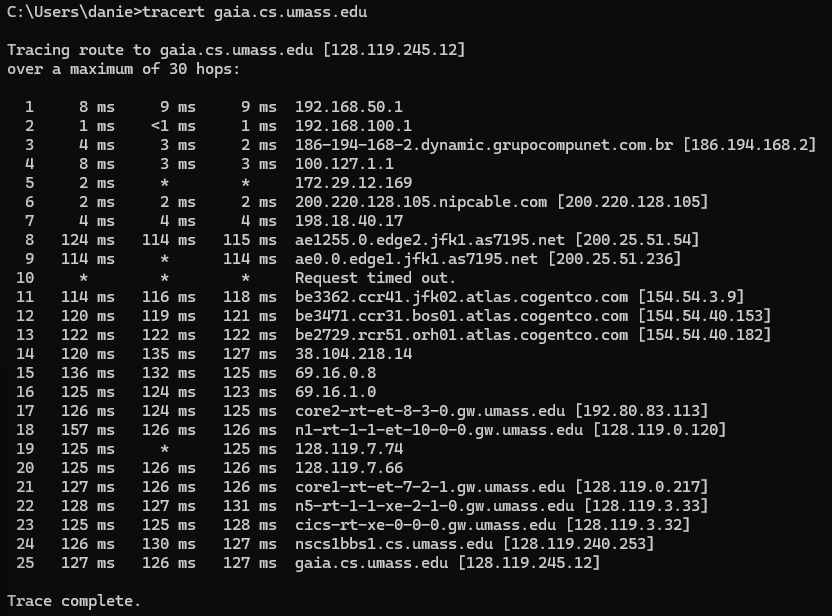 C:\Users\danie>tracert gaia.cs.umass.edu
Tracing route to gaia.cs.umass.edu [128.119.245.12]
over a maximum of 30 hops:
1 8 ms 9 ms 9 ms 192.168.50.1
2 1 ms <1 ms 1 ms 192.168.100.1
3 4 ms 3 ms 2 ms 186-194-168-2.dynamic.grupocompunet.com.br [186.194.168.2]
4 8 ms 3 ms 3 ms 100.127.1.1
5 2 ms * * 172.29.12.169
6 2 ms 2 ms 2 ms 200.220.128.105.nipcable.com [200.220.128.105]
7 4 ms 4 ms 4 ms 198.18.40.17
8 124 ms 114 ms 115 ms ae1255.0.edge2.jfk1.as7195.net [200.25.51.54]
9 114 ms * 114 ms ae0.0.edge1.jfk1.as7195.net [200.25.51.236]
10 * * * Request timed out.
11 114 ms 116 ms 118 ms be3362.ccr41.jfk02.atlas.cogentco.com [154.54.3.9]
12 120 ms 119 ms 121 ms be3471.ccr31.bos01.atlas.cogentco.com [154.54.40.153]
13 122 ms 122 ms 122 ms be2729.rcr51.orh01.atlas.cogentco.com [154.54.40.182]
14 120 ms 135 ms 127 ms 38.104.218.14
15 136 ms 132 ms 125 ms 69.16.0.8
16 125 ms 124 ms 123 ms 69.16.1.0
17 126 ms 124 ms 125 ms core2-rt-et-8-3-0.gw.umass.edu [192.80.83.113]
18 157 ms 126 ms 126 ms n1-rt-1-1-et-10-0-0.gw.umass.edu [128.119.0.120]
19 125 ms * 125 ms 128.119.7.74
20 125 ms 126 ms 126 ms 128.119.7.66
21 127 ms 126 ms 126 ms core1-rt-et-7-2-1.gw.umass.edu [128.119.0.217]
22 128 ms 127 ms 131 ms n5-rt-1-1-xe-2-1-0.gw.umass.edu [128.119.3.33]
23 125 ms 125 ms 128 ms cics-rt-xe-0-0-0.gw.umass.edu [128.119.3.32]
24 126 ms 130 ms 127 ms nscs1bbs1.cs.umass.edu [128.119.240.253]
25 127 ms 126 ms 127 ms gaia.cs.umass.edu [128.119.245.12]
Trace complete.